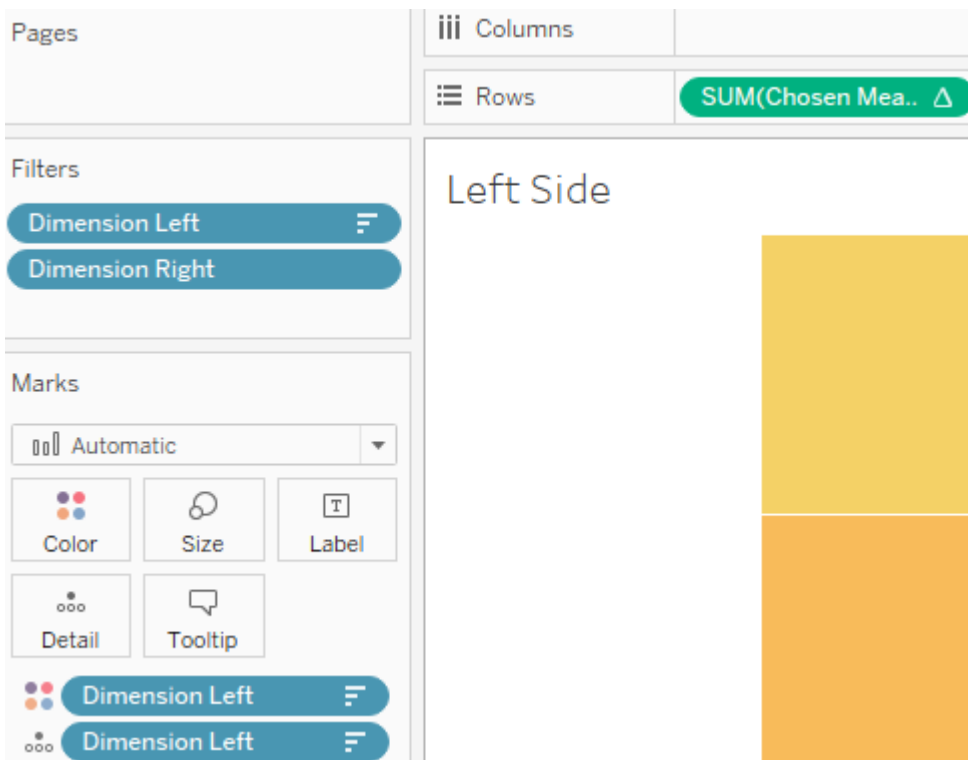 Pages
Columns
Rows
SUM(Chosen Mea..
Filters
Dimension Left
Dimension Right
Left Side
Marks
Automatic
Color
Size
T
Label
Detail
Tooltip
Dimension Left
Dimension Left